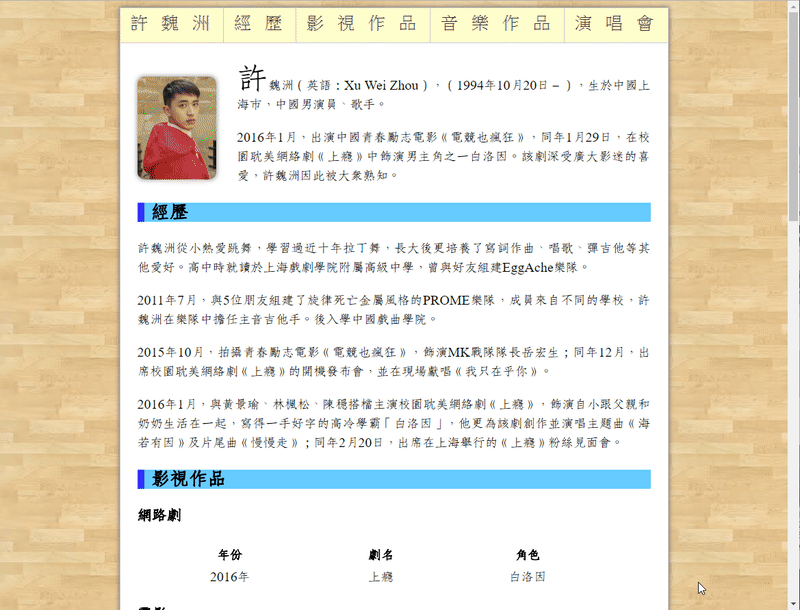 許魏洲 經歷 影視作品 音樂作品 演唱會
許魏洲（英語：Xu Wei Zhou），（1994年10月20日－），生於中國上
海市，中國男演員、歌手。
2016年1月，出演中國青春勵志電影《電競也瘋狂》，同年1月29日，在校
園耽美網絡劇《上癮》中飾演男主角之一白洛因。該劇深受廣大影迷的喜
愛，許魏洲因此被大眾熟知。
經歷
許魏洲從小熱愛跳舞，學習過近十年拉丁舞，長大後更培養了寫詞作曲、唱歌、彈吉他等其
他愛好。高中時就讀於上海戲劇學院附屬高級中學，曾與好友組建EggAche樂隊。
2011年7月，與5位朋友組建了旋律死亡金屬風格的PROME樂隊，成員來自不同的學校，許
魏洲在樂隊中擔任主音吉他手。後入學中國戲曲學院。
2015年10月，拍攝青春勵志電影《電競也瘋狂》，飾演MK戰隊隊長岳宏生；同年12月，出
席校園耽美網絡劇《上癮》的開機發布會，並在現場獻唱《我只在乎你》。
2016年1月，與黃景瑜、林楓松、陳穩搭檔主演校園耽美網絡劇《上癮》，飾演自小跟父親和
奶奶生活在一起，寫得一手好字的高冷學霸「白洛因」，他更為該劇創作並演唱主題曲《海
若有因》及片尾曲《慢慢走》；同年2月20日，出席在上海舉行的《上癮》粉絲見面會。
影視作品
網路劇
年份 劇名 角色
2016年 上癮 白洛因